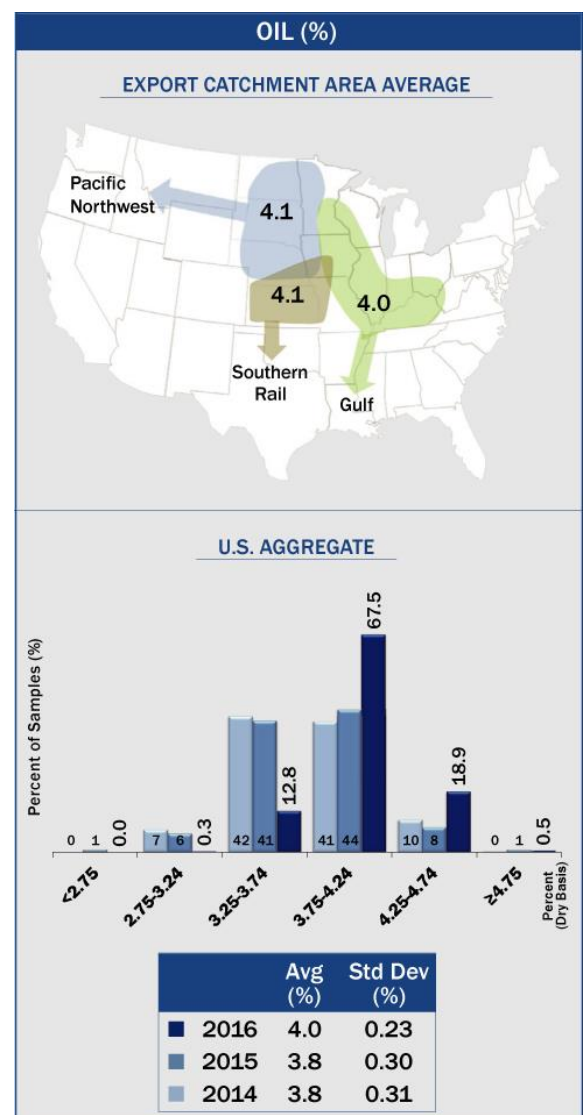 OIL (%)
EXPORT CATCHMENT AREA AVERAGE
Pacific
Northwest
4.1
4.1
4.0
Southern
Rail
Gulf
U.S. AGGREGATE
Percent of Samples (%)
0 1 0.0
7 6 0.3
42 41 12.8
41 44 67.5
10 8 18.9
0 1 0.5
<2.75 2.75-3.24 3.25-3.74 3.75-4.24 4.25-4.74 ≥4.75
Percent
(Dry Basis)
Avg Std Dev
(%) (%)
2016 4.0 0.23
2015 3.8 0.30
2014 3.8 0.31